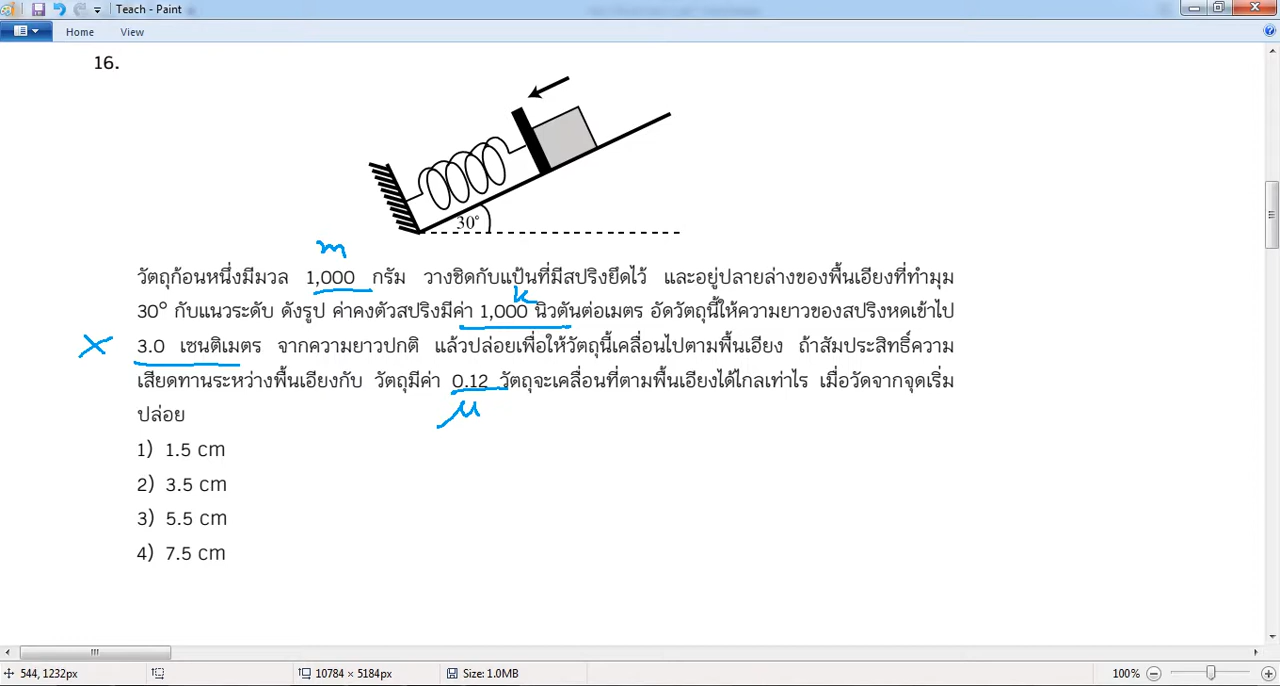 Teach - Paint
Home View
16.
30°
m
วัตถุก้อนหนึ่งมีมวล 1,000 กรัม วางชิดกับแป้นที่มีสปริงยึดไว้ และอยู่ปลายล่างของพื้นเอียงที่ทำมุม
k
30° กับแนวระดับ ดังรูป ค่าคงตัวสปริงมีค่า 1,000 นิวตันต่อเมตร อัดวัตถุนี้ให้ความยาวของสปริงหดเข้าไป
x 3.0 เซนติเมตร จากความยาวปกติ แล้วปล่อยเพื่อให้วัตถุนี้เคลื่อนไปตามพื้นเอียง ถ้าสัมประสิทธิ์ความ
เสียดทานระหว่างพื้นเอียงกับ วัตถุมีค่า 0.12 วัตถุจะเคลื่อนที่ตามพื้นเอียงได้ไกลเท่าไร เมื่อวัดจากจุดเริ่ม
μ
ปล่อย
1) 1.5 cm
2) 3.5 cm
3) 5.5 cm
4) 7.5 cm
544, 1232px 10784 × 5184px Size: 1.0MB 100%